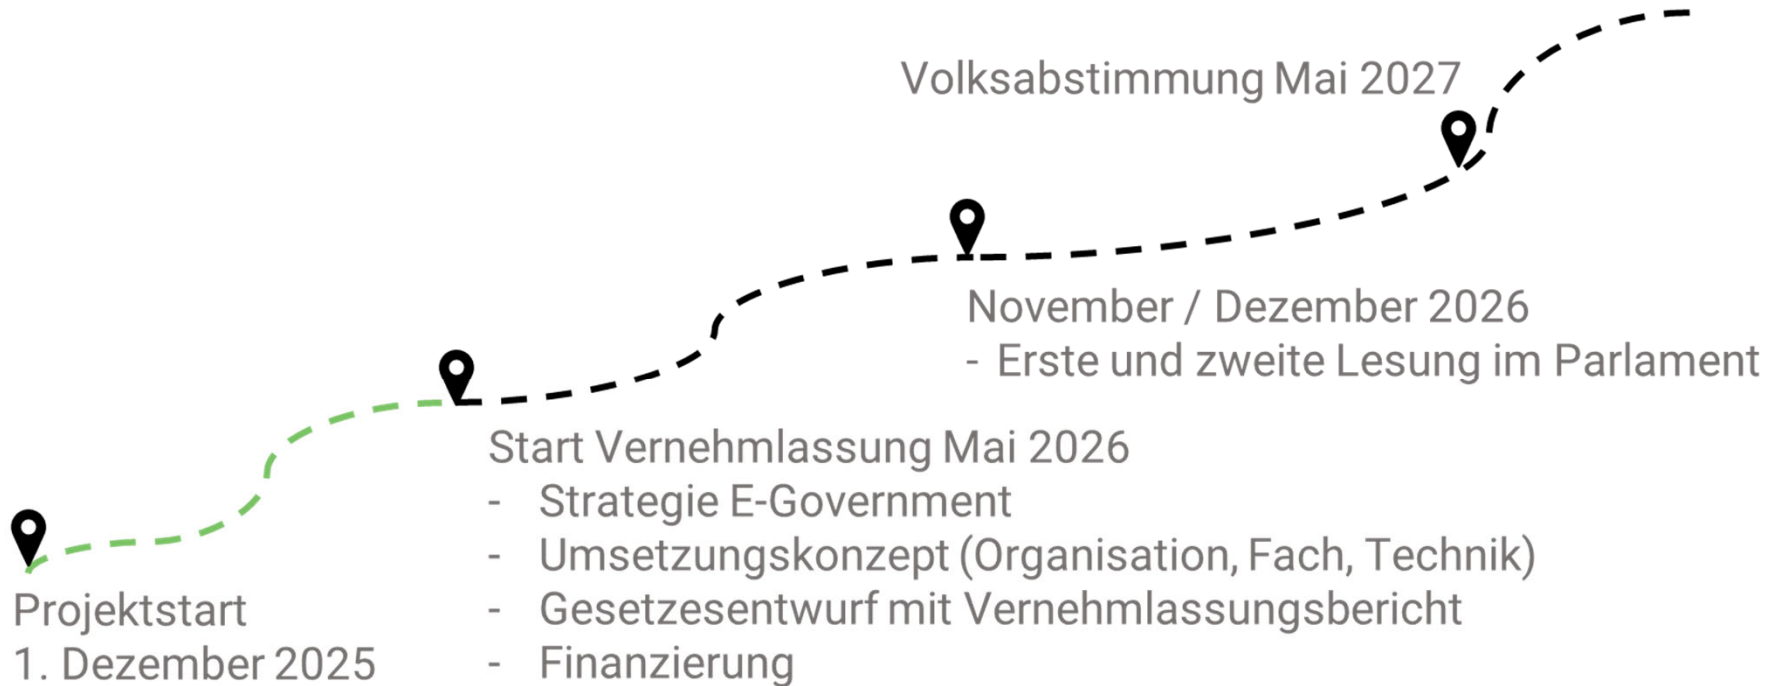 Volksabstimmung Mai 2027
November / Dezember 2026
- Erste und zweite Lesung im Parlament
Start Vernehmlassung Mai 2026
- Strategie E-Government
- Umsetzungskonzept (Organisation, Fach, Technik)
- Gesetzesentwurf mit Vernehmlassungsbericht
- Finanzierung
Projektstart
1. Dezember 2025